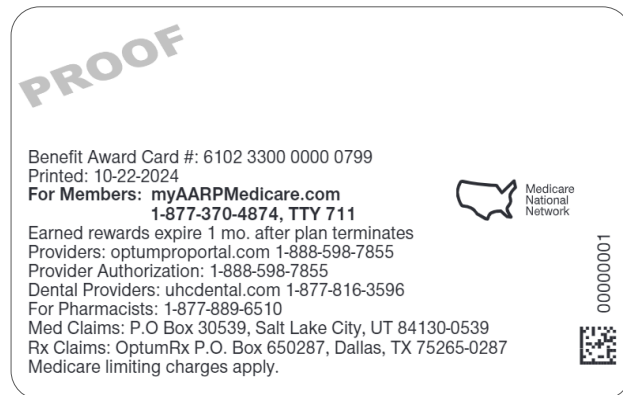 PROOF
Benefit Award Card #: 6102 3300 0000 0799
Printed: 10-22-2024
For Members: myAARPMedicare.com
1-877-370-4874, TTY 711
Earned rewards expire 1 mo. after plan terminates
Providers: optumproportal.com 1-888-598-7855
Provider Authorization: 1-888-598-7855
Dental Providers: uhcdental.com 1-877-816-3596
For Pharmacists: 1-877-889-6510
Med Claims: P.O Box 30539, Salt Lake City, UT 84130-0539
Rx Claims: OptumRx P.O. Box 650287, Dallas, TX 75265-0287
Medicare limiting charges apply.
Medicare
National
Network
00000001